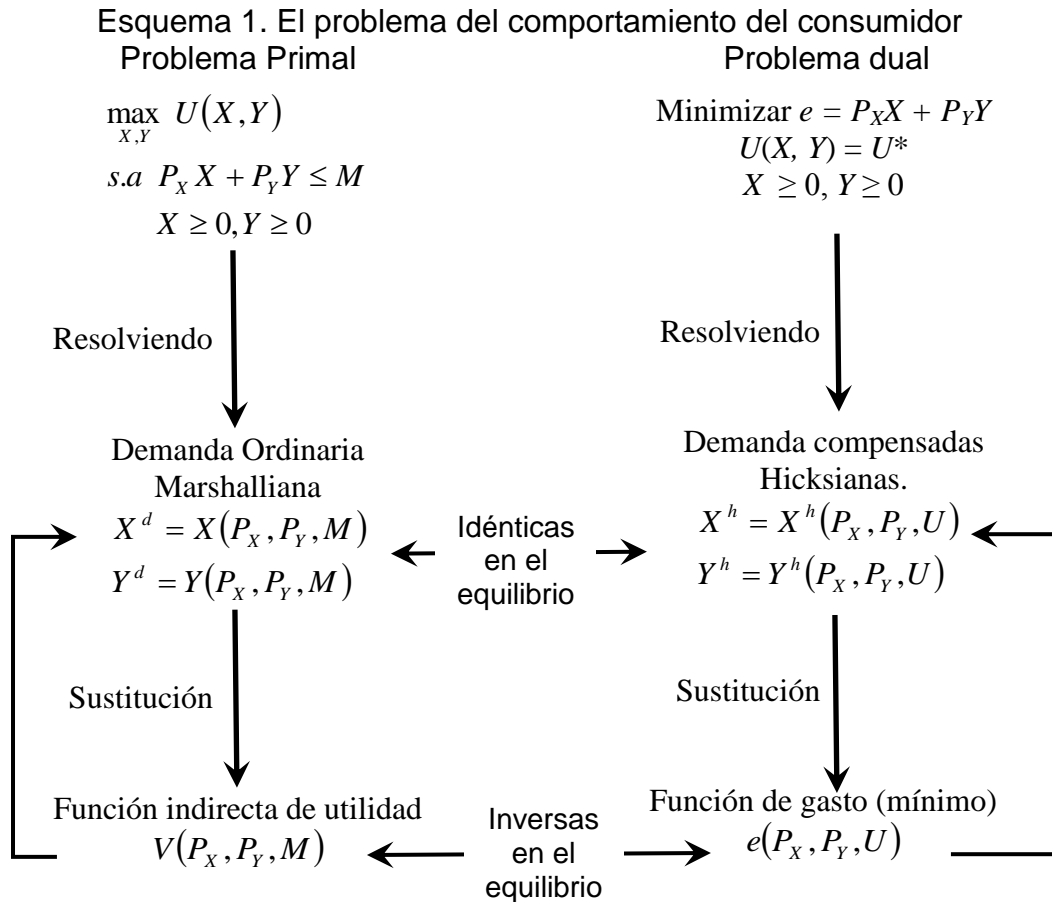 Esquema 1. El problema del comportamiento del consumidor
Problema Primal
max U(X,Y)
X,Y
s.a P_X X + P_Y Y ≤ M
X ≥ 0, Y ≥ 0
Resolviendo
Demanda Ordinaria
Marshalliana
X^d = X(P_X, P_Y, M)
Y^d = Y(P_X, P_Y, M)
Sustitución
Función indirecta de utilidad
V(P_X, P_Y, M)
Idénticas
en el
equilibrio
Inversas
en el
equilibrio
Problema dual
Minimizar e = P_X X + P_Y Y
U(X, Y) = U*
X ≥ 0, Y ≥ 0
Resolviendo
Demanda compensadas
Hicksianas.
X^h = X^h(P_X, P_Y, U)
Y^h = Y^h(P_X, P_Y, U)
Sustitución
Función de gasto (mínimo)
e(P_X, P_Y, U)